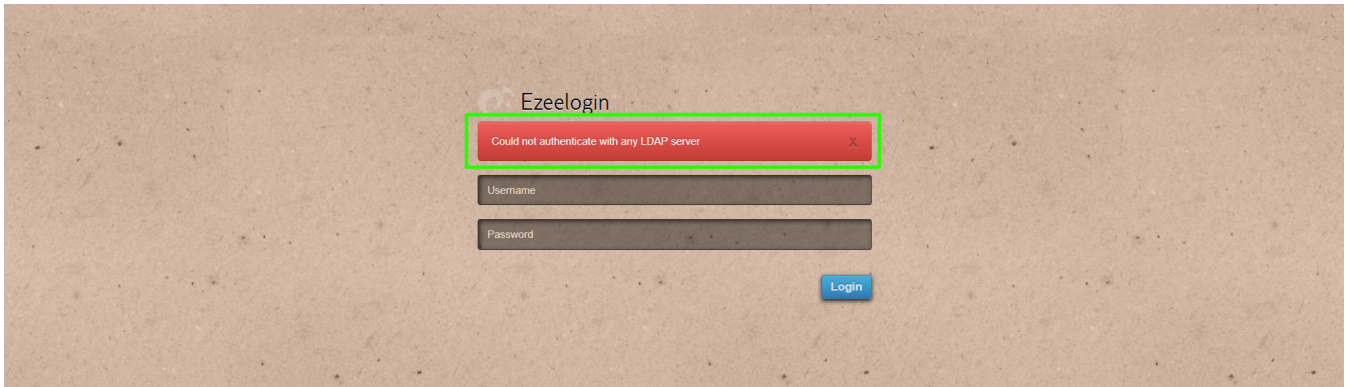 Ezeelogin
Could not authenticate with any LDAP server X
Username
Password
Login